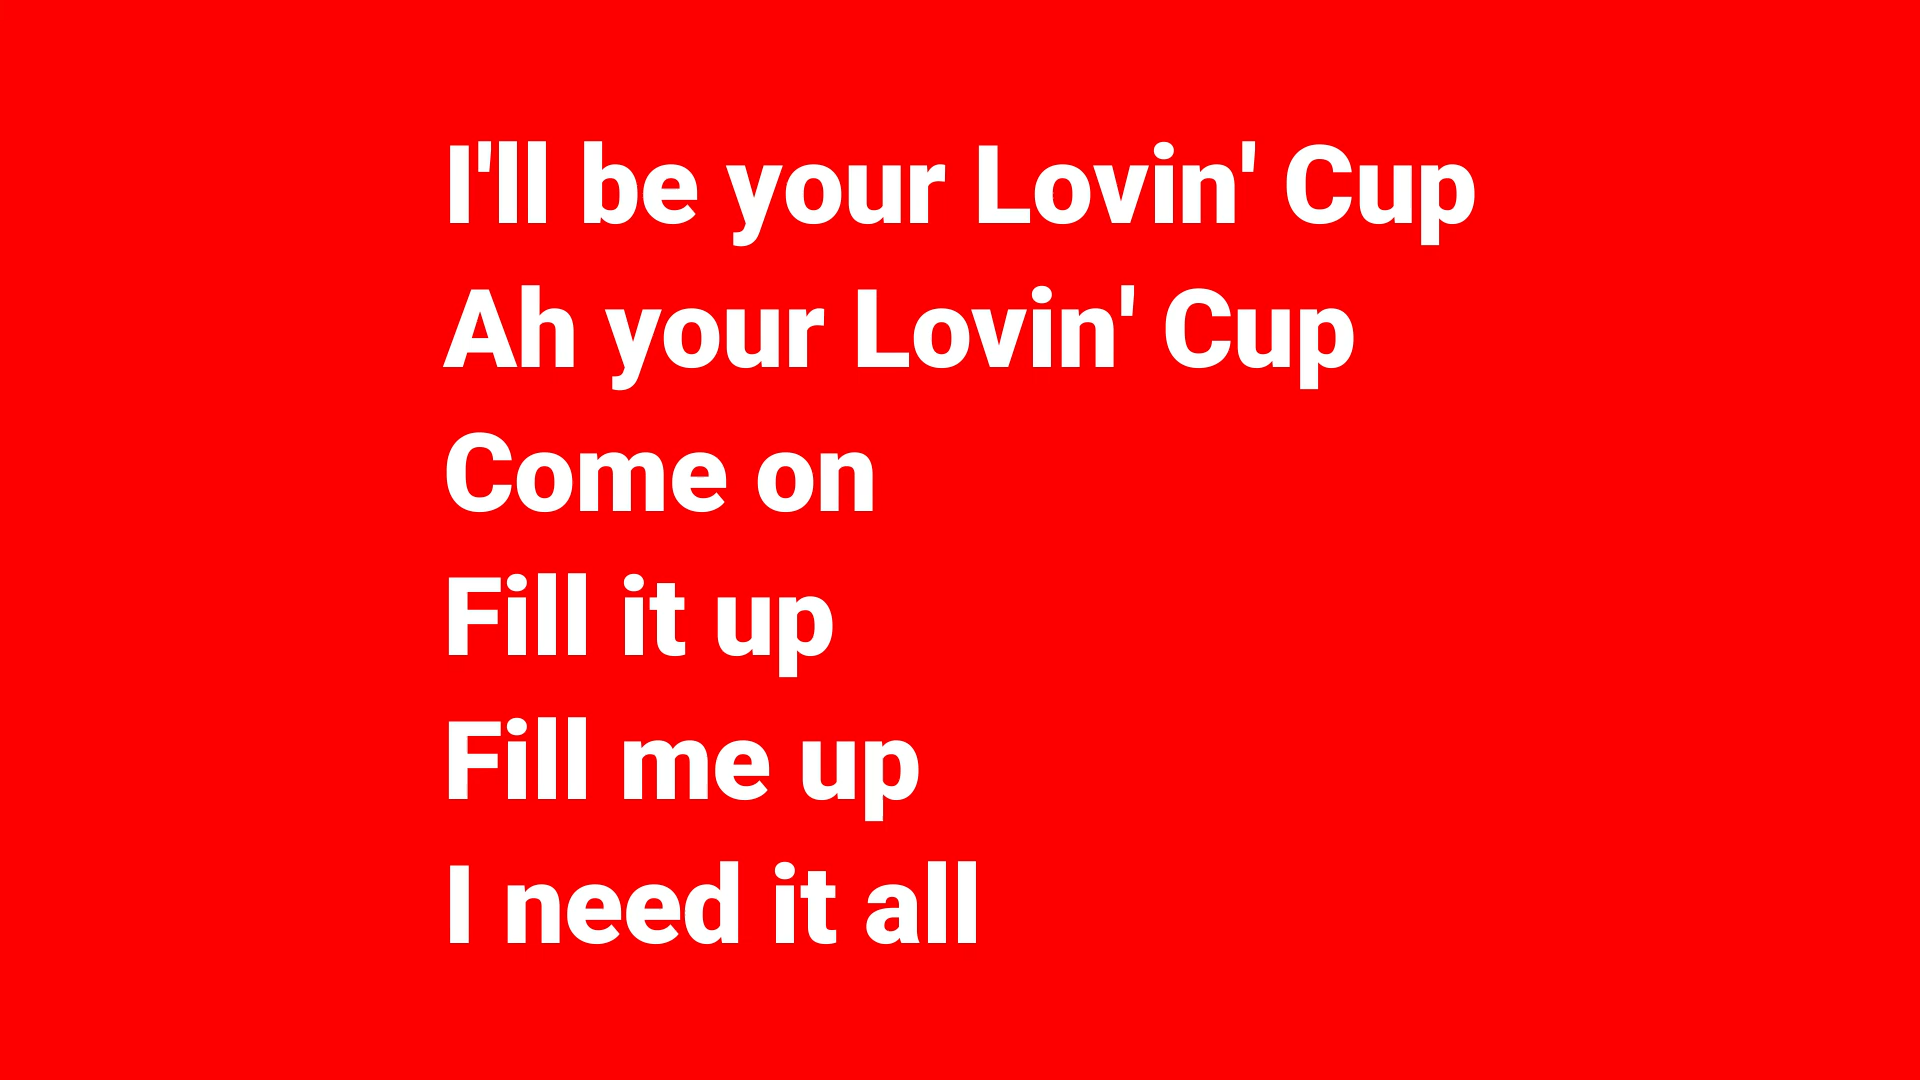 I'll be your Lovin' Cup
Ah your Lovin' Cup
Come on
Fill it up
Fill me up
I need it all